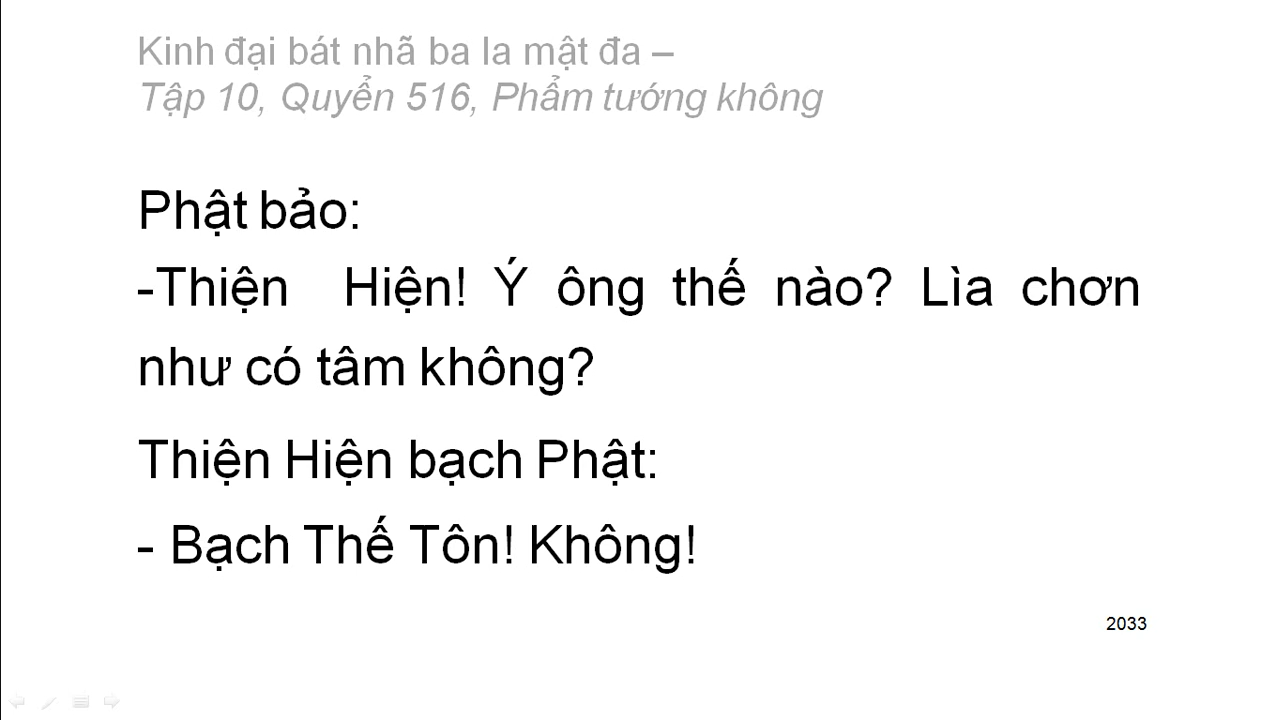 Kinh đại bát nhã ba la mật đa –
Tập 10, Quyển 516, Phẩm tướng không
Phật bảo:
-Thiện Hiện! Ý ông thế nào? Lìa chơn
như có tâm không?
Thiện Hiện bạch Phật:
- Bạch Thế Tôn! Không!
2033